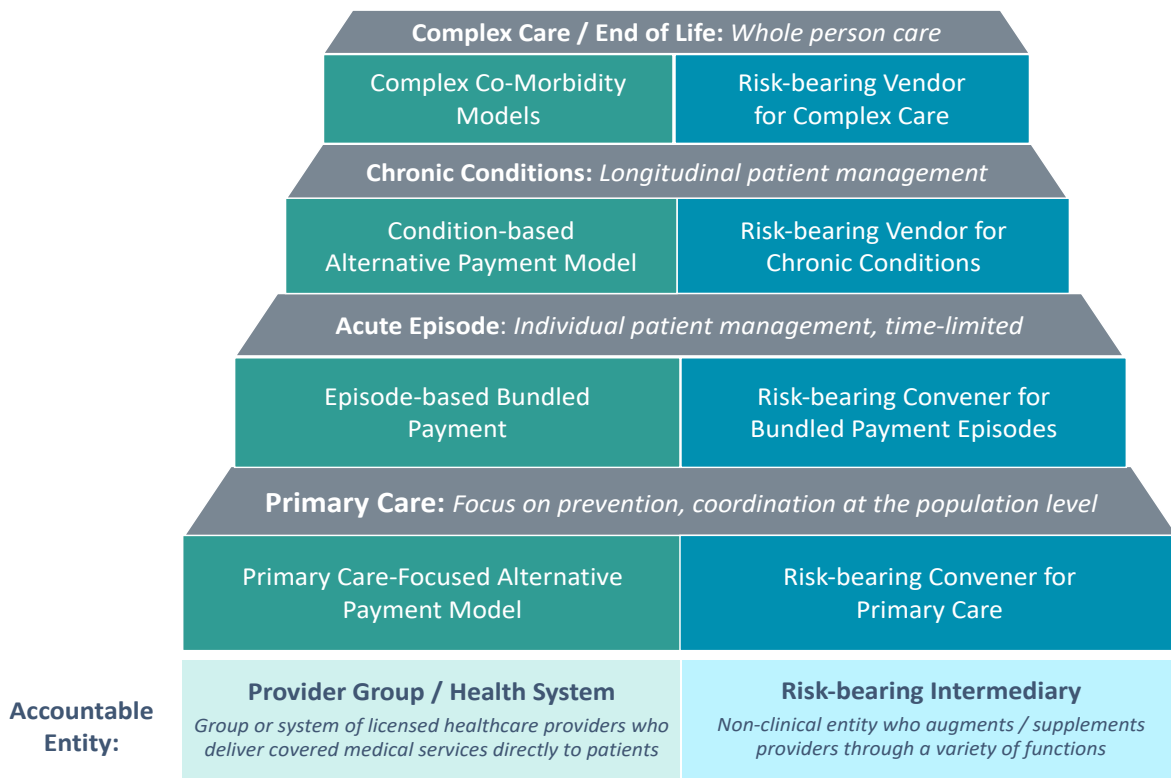 Complex Care / End of Life: Whole person care
Complex Co-Morbidity
Models
Risk-bearing Vendor
for Complex Care
Chronic Conditions: Longitudinal patient management
Condition-based
Alternative Payment Model
Risk-bearing Vendor for
Chronic Conditions
Acute Episode: Individual patient management, time-limited
Episode-based Bundled
Payment
Risk-bearing Convener for
Bundled Payment Episodes
Primary Care: Focus on prevention, coordination at the population level
Primary Care-Focused Alternative
Payment Model
Risk-bearing Convener for
Primary Care
Accountable
Entity:
Provider Group / Health System
Group or system of licensed healthcare providers who
deliver covered medical services directly to patients
Risk-bearing Intermediary
Non-clinical entity who augments / supplements
providers through a variety of functions